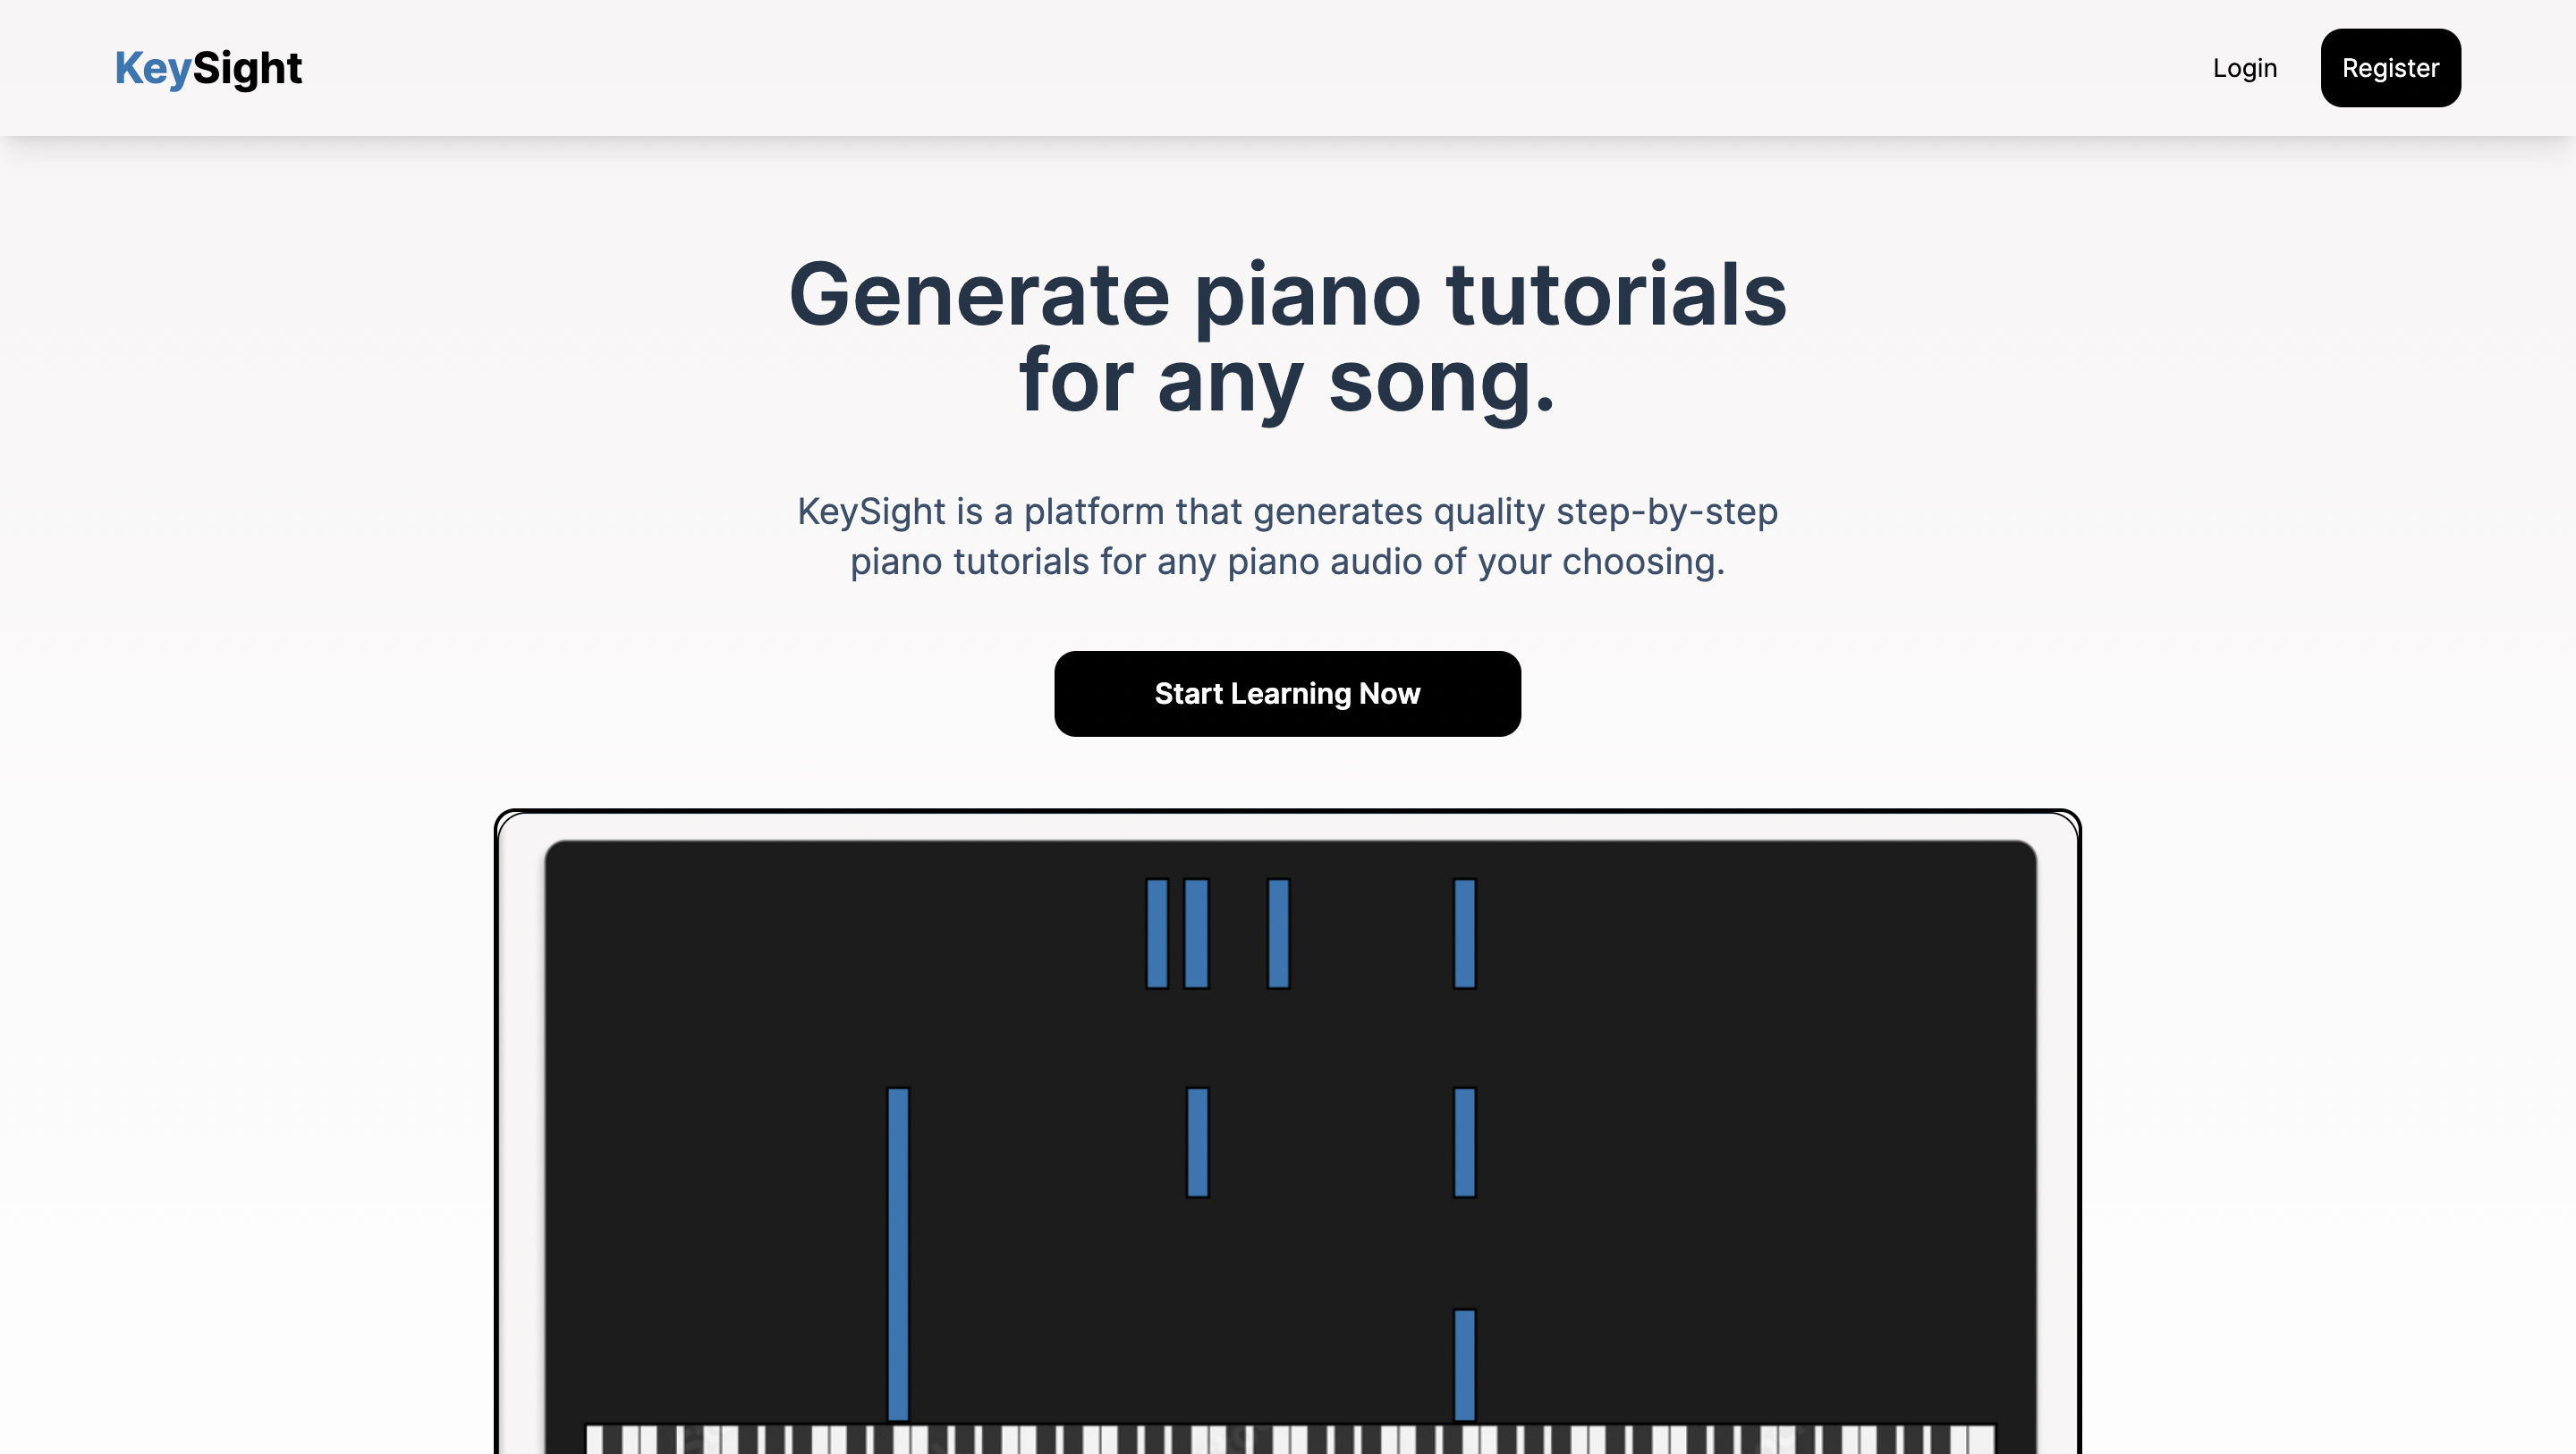 KeySight
Login
Register
Generate piano tutorials
for any song.
KeySight is a platform that generates quality step-by-step
piano tutorials for any piano audio of your choosing.
Start Learning Now